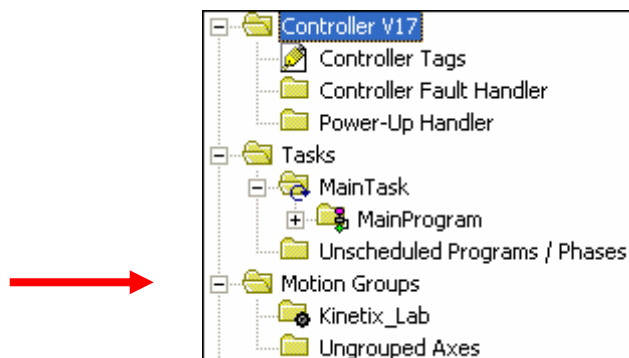 Controller V17
Controller Tags
Controller Fault Handler
Power-Up Handler
Tasks
MainTask
MainProgram
Unscheduled Programs / Phases
Motion Groups
Kinetix_Lab
Ungrouped Axes